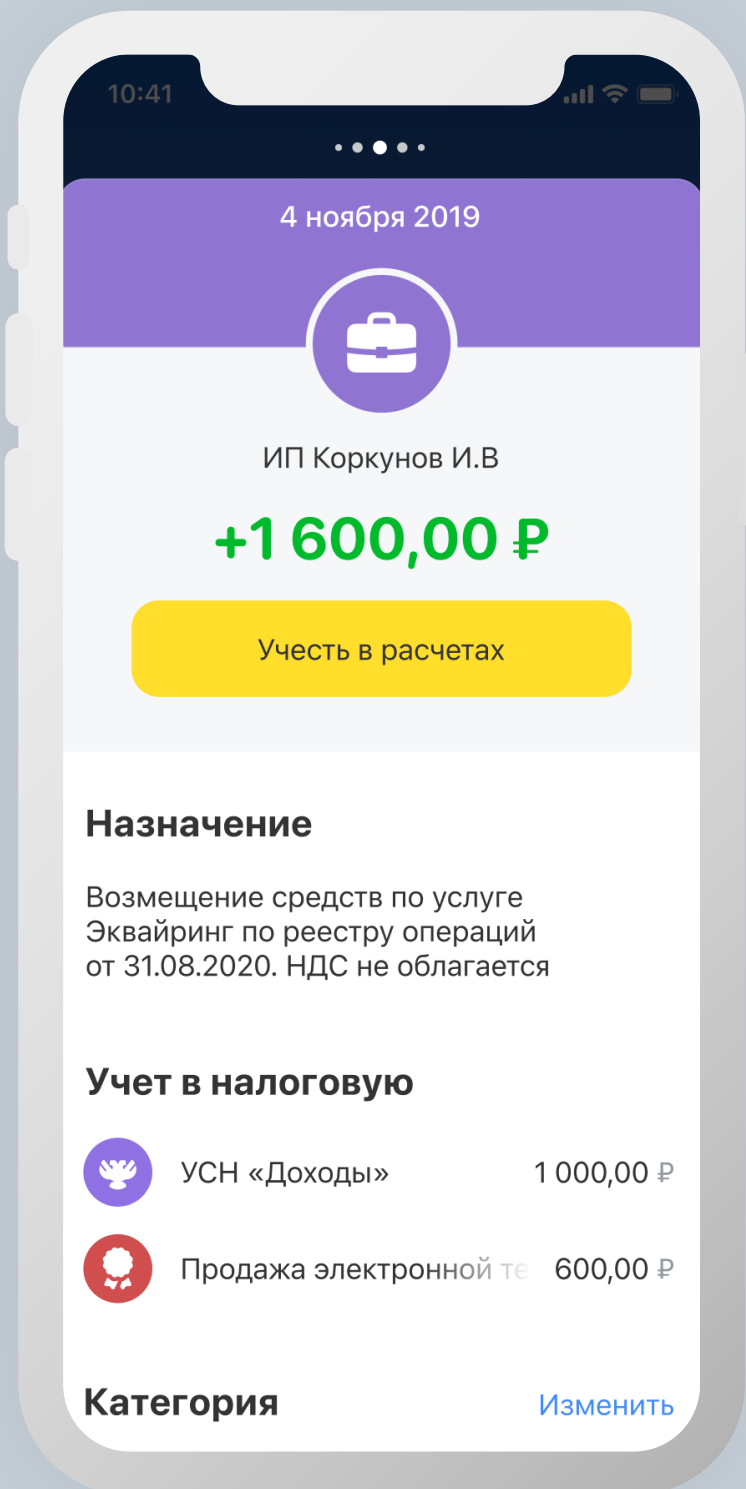 10:41
4 ноября 2019
ИП Коркунов И.В
+1 600,00 ₽
Учесть в расчетах
Назначение
Возмещение средств по услуге
Эквайринг по реестру операций
от 31.08.2020. НДС не облагается
Учет в налоговую
УСН «Доходы» 1 000,00 ₽
Продажа электронной те 600,00 ₽
Категория Изменить